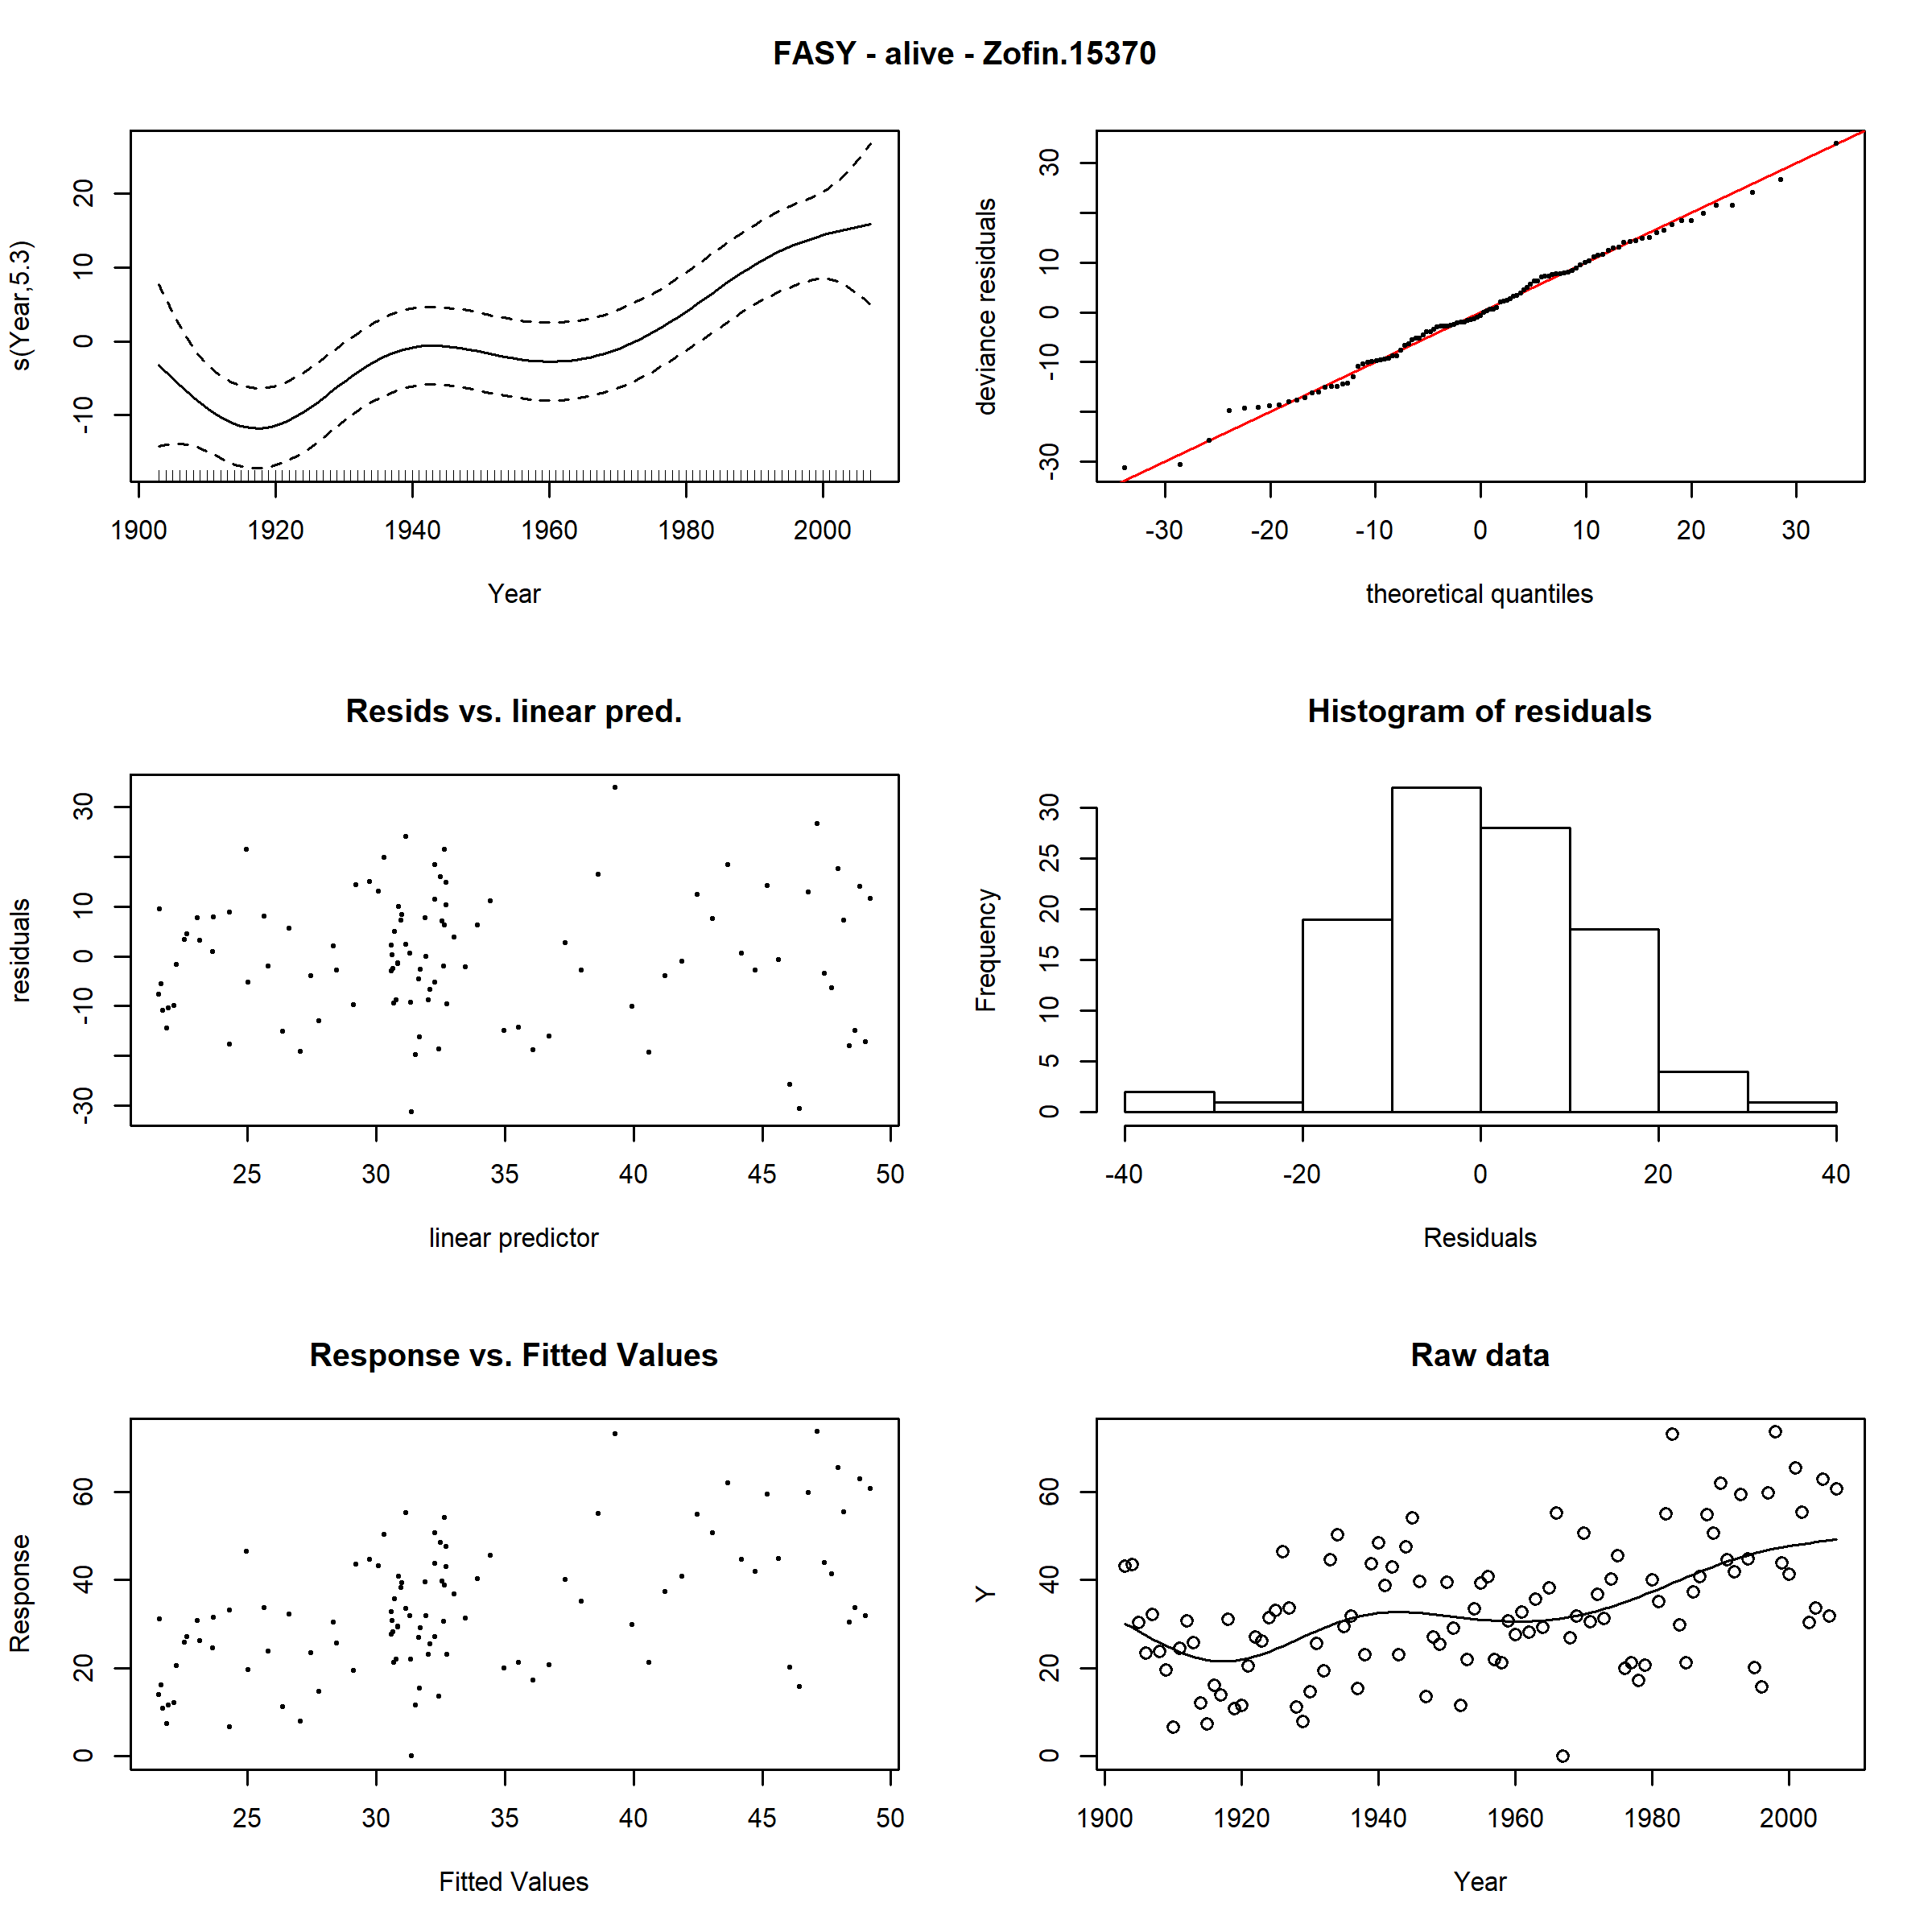 FASY - alive - Zofin.15370
s(Year,5.3)
-10 0 10 20
1900 1920 1940 1960 1980 2000
Year
deviance residuals
-30 -10 0 10 30
-30 -20 -10 0 10 20 30
theoretical quantiles
Resids vs. linear pred.
residuals
-30 -10 0 10 30
25 30 35 40 45 50
linear predictor
Histogram of residuals
Frequency
0 5 10 15 20 25 30
-40 -20 0 20 40
Residuals
Response vs. Fitted Values
Response
0 20 40 60
25 30 35 40 45 50
Fitted Values
Raw data
Y
0 20 40 60
1900 1920 1940 1960 1980 2000
Year